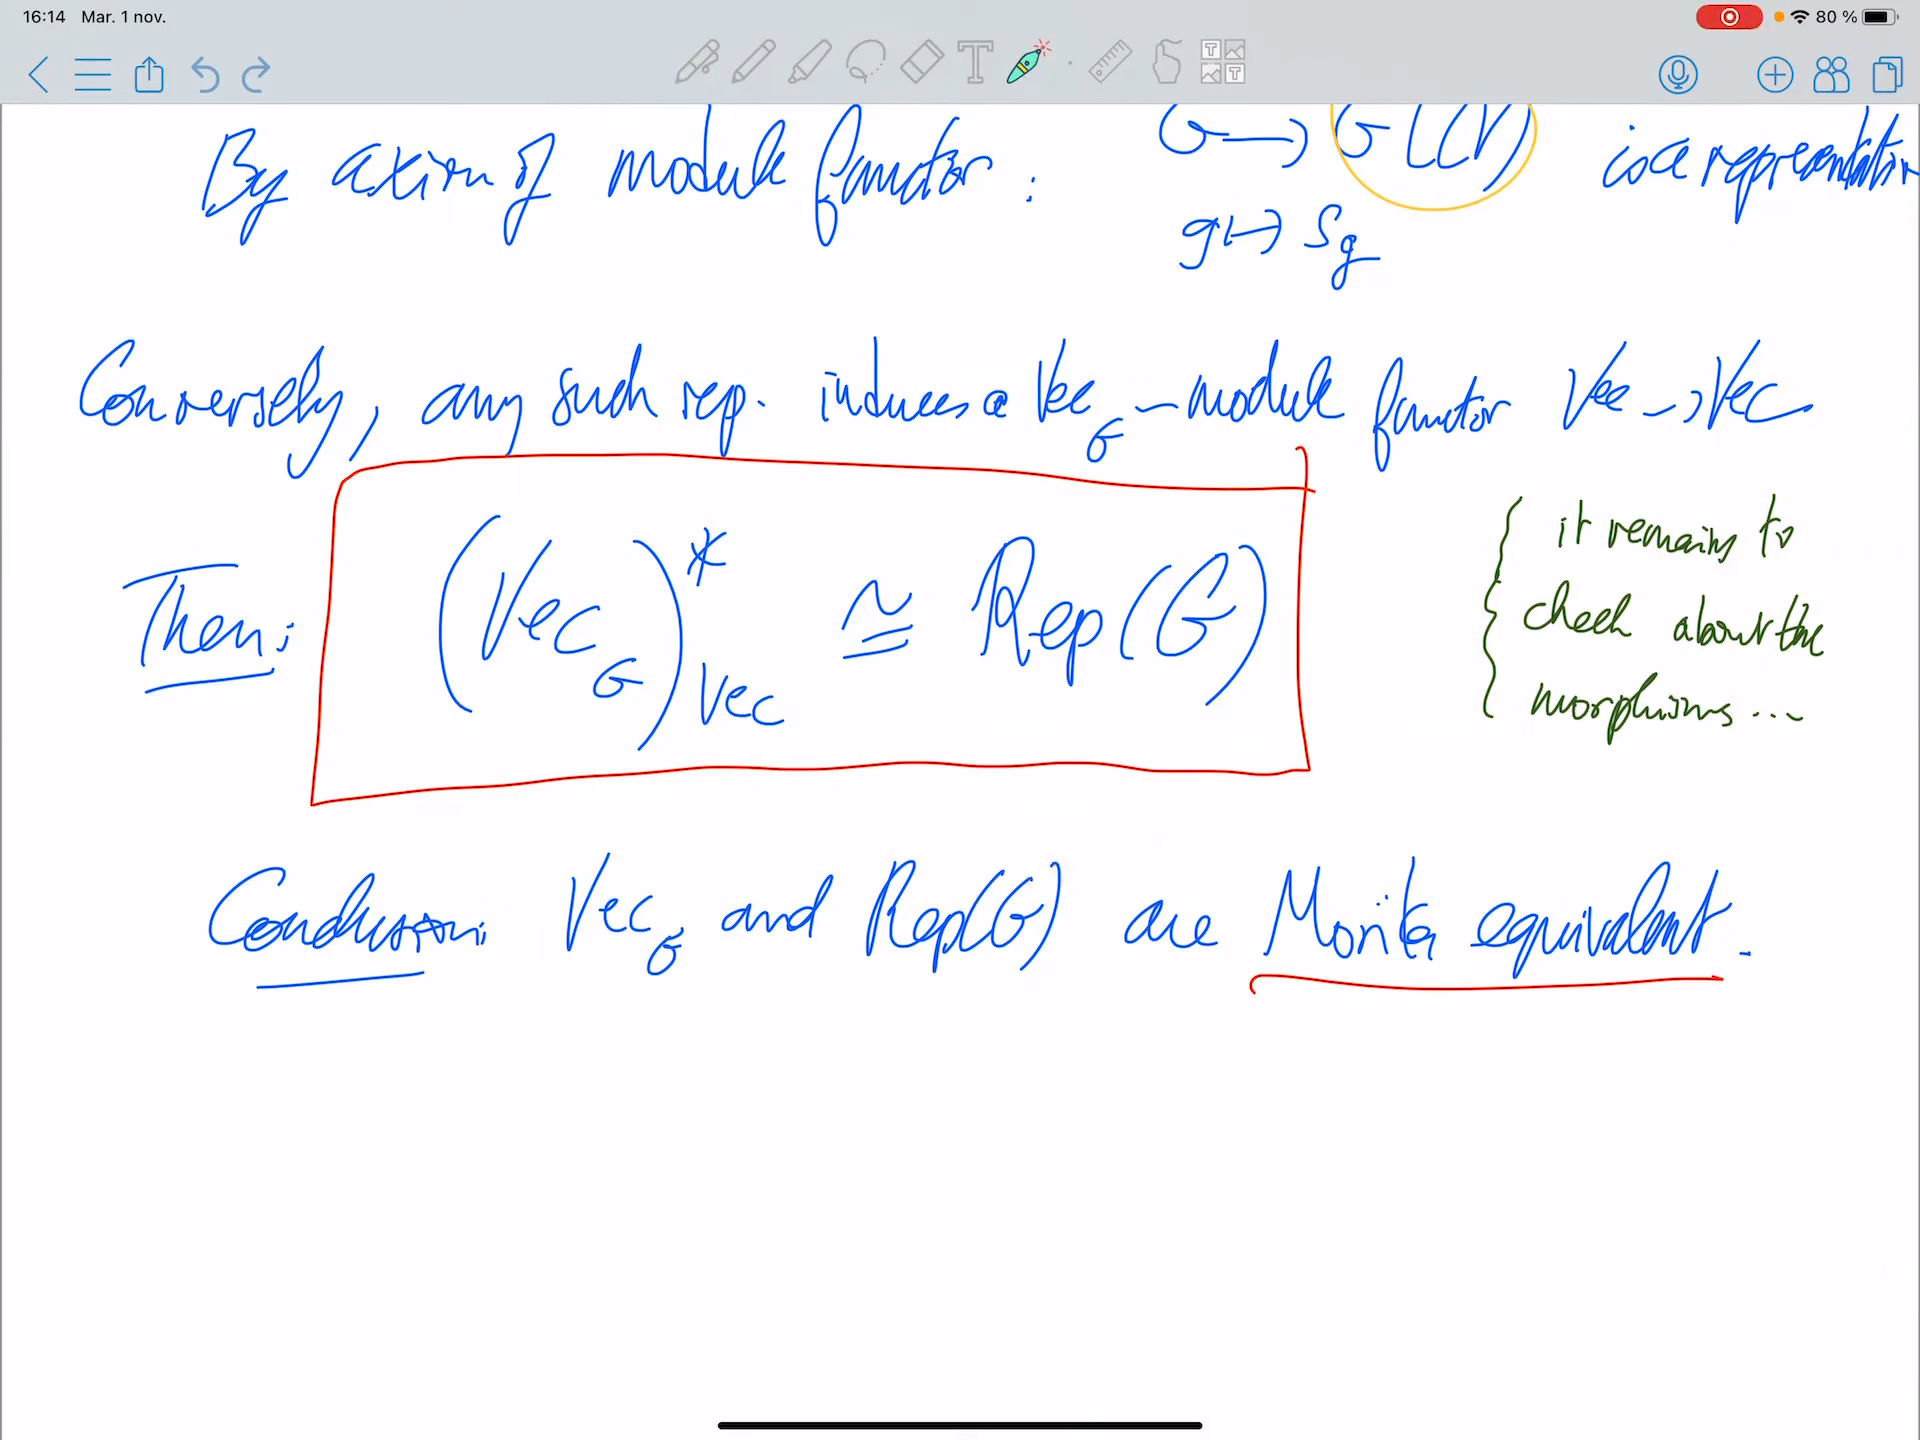 16:14 Mar. 1 nov. 80 %
By axiom of module functor : G → GL(V) is a representation
g ↦ s_g
Conversely, any such rep. induces a Vec_G - module functor Vec → Vec
Then: (Vec_G)^*_Vec ≅ Rep(G)
{ it remains to
check about the
morphisms ...
Conclusion: Vec_G and Rep(G) are Morita equivalent.